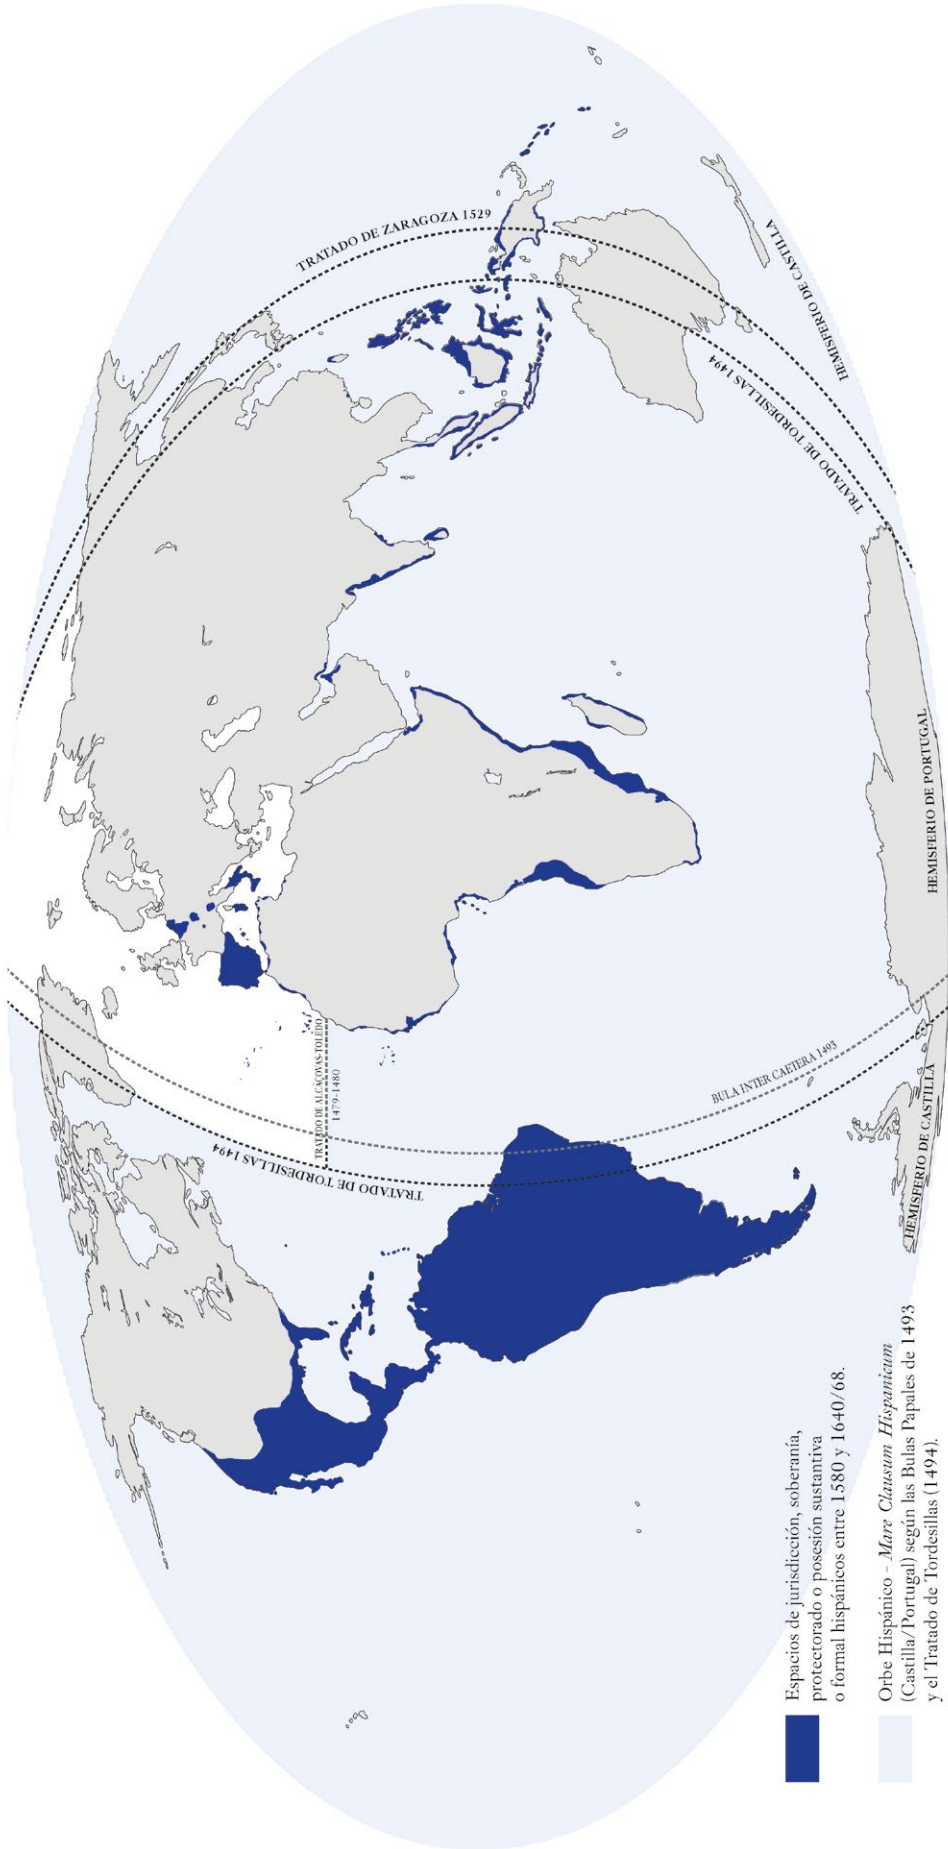 TRATADO DE ZARAGOZA 1529
TRATADO DE TORDESILLAS 1494
HEMISFERIO DE CASTILLA
TRATADO DE TORDESILLAS 1494
HEMISFERIO DE PORTUGAL
TRATADO DE ALCÁÇOVAS-TOLEDO
1479-1480
BULA INTER CAETERA 1493
HEMISFERIO DE CASTILLA
Espacios de jurisdicción, soberanía,
protectorado o posesión sustantiva
o formal hispánicos entre 1580 y 1640/68.
Orbe Hispánico - Mare Clausum Hispanicum
(Castilla/Portugal) según las Bulas Papales de 1493
y el Tratado de Tordesillas (1494).